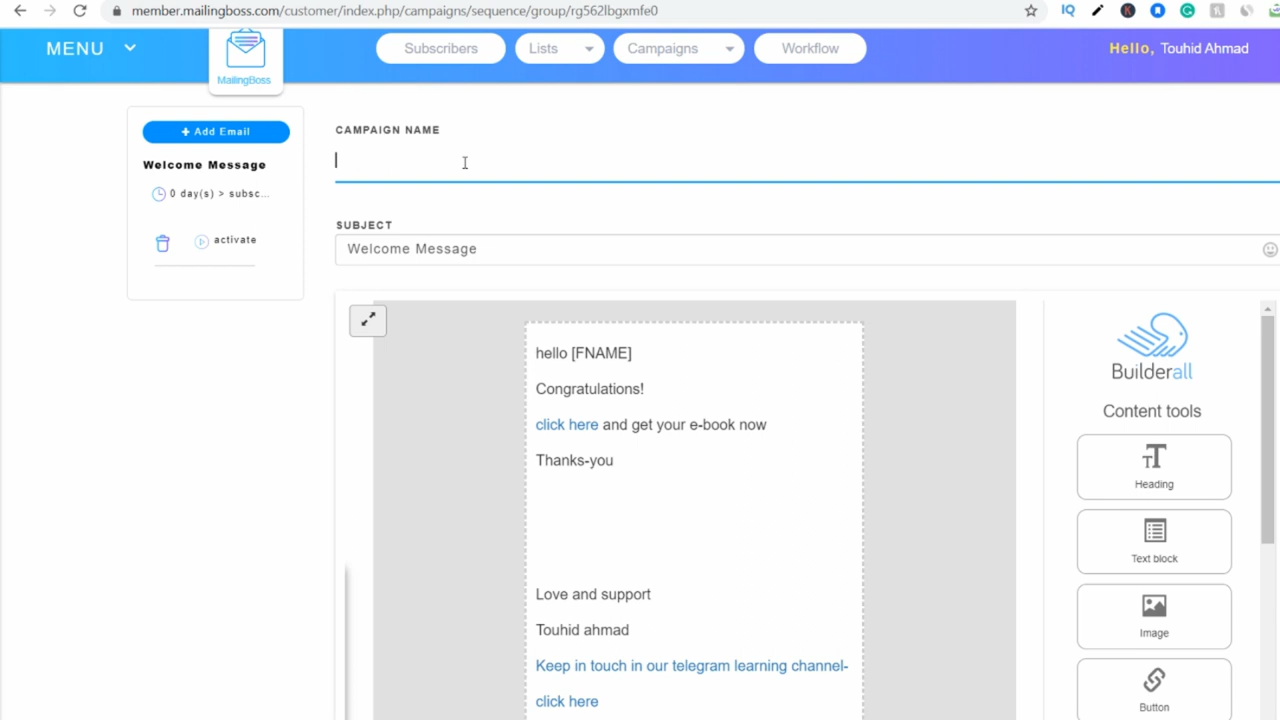 member.mailingboss.com/customer/index.php/campaigns/sequence/group/rg562lbgxmfe0
IQ
MENU
MailingBoss
Subscribers
Lists
Campaigns
Workflow
Hello, Touhid Ahmad
+ Add Email
Welcome Message
0 day(s) > subsc...
activate
CAMPAIGN NAME
SUBJECT
Welcome Message
hello [FNAME]
Congratulations!
click here and get your e-book now
Thanks-you
Love and support
Touhid ahmad
Keep in touch in our telegram learning channel-
click here
Builderall
Content tools
Heading
Text block
Image
Button